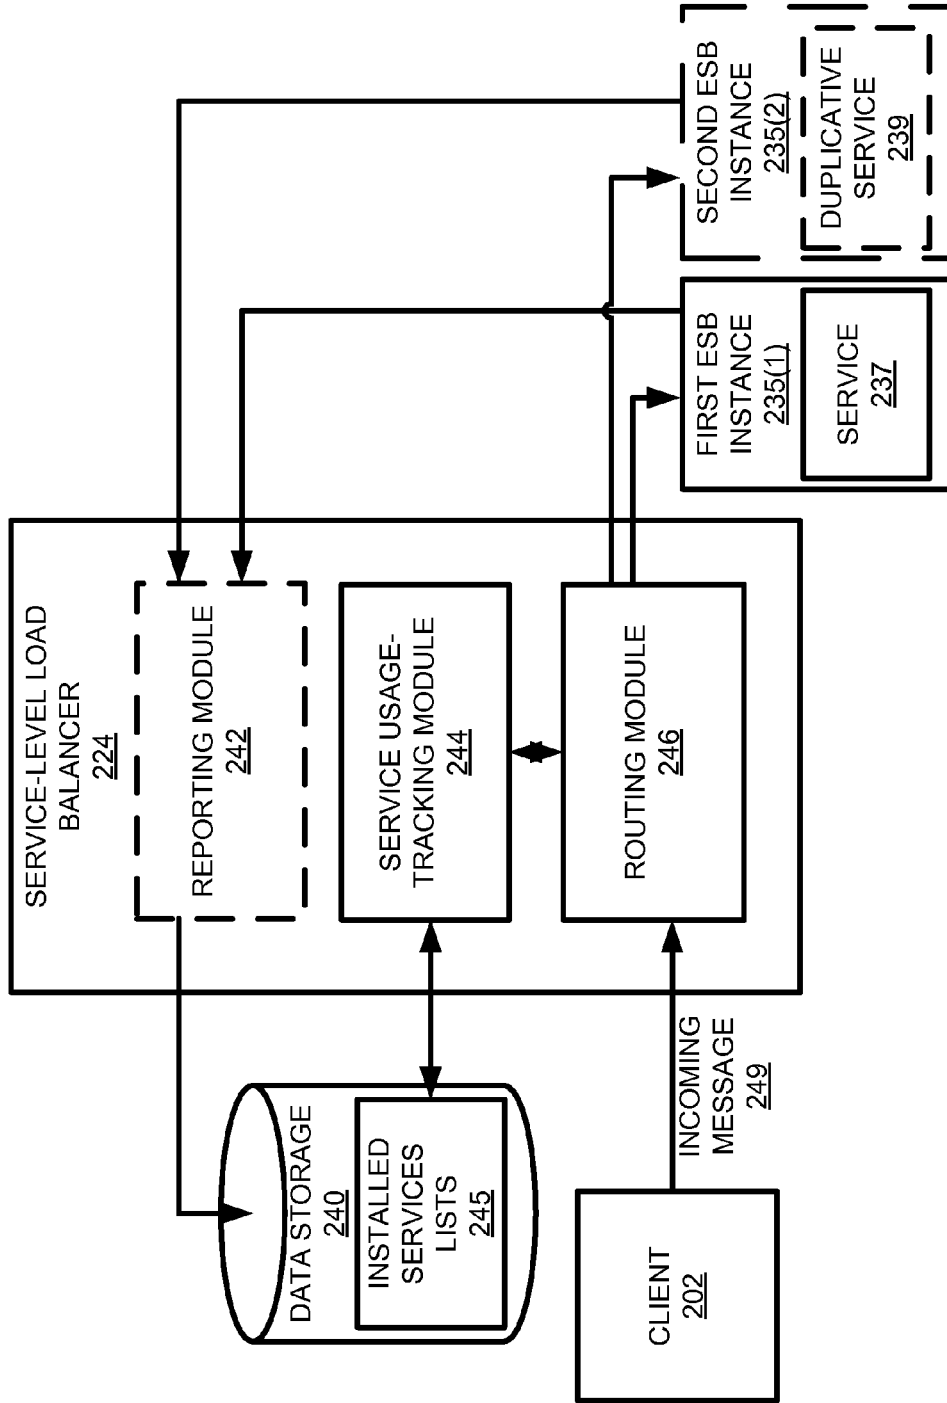 SERVICE-LEVEL LOAD
BALANCER
224
REPORTING MODULE
242
SERVICE USAGE-
TRACKING MODULE
244
ROUTING MODULE
246
DATA STORAGE
240
INSTALLED
SERVICES
LISTS
245
CLIENT
202
INCOMING
MESSAGE
249
FIRST ESB
INSTANCE
235(1)
SERVICE
237
SECOND ESB
INSTANCE
235(2)
DUPLICATIVE
SERVICE
239